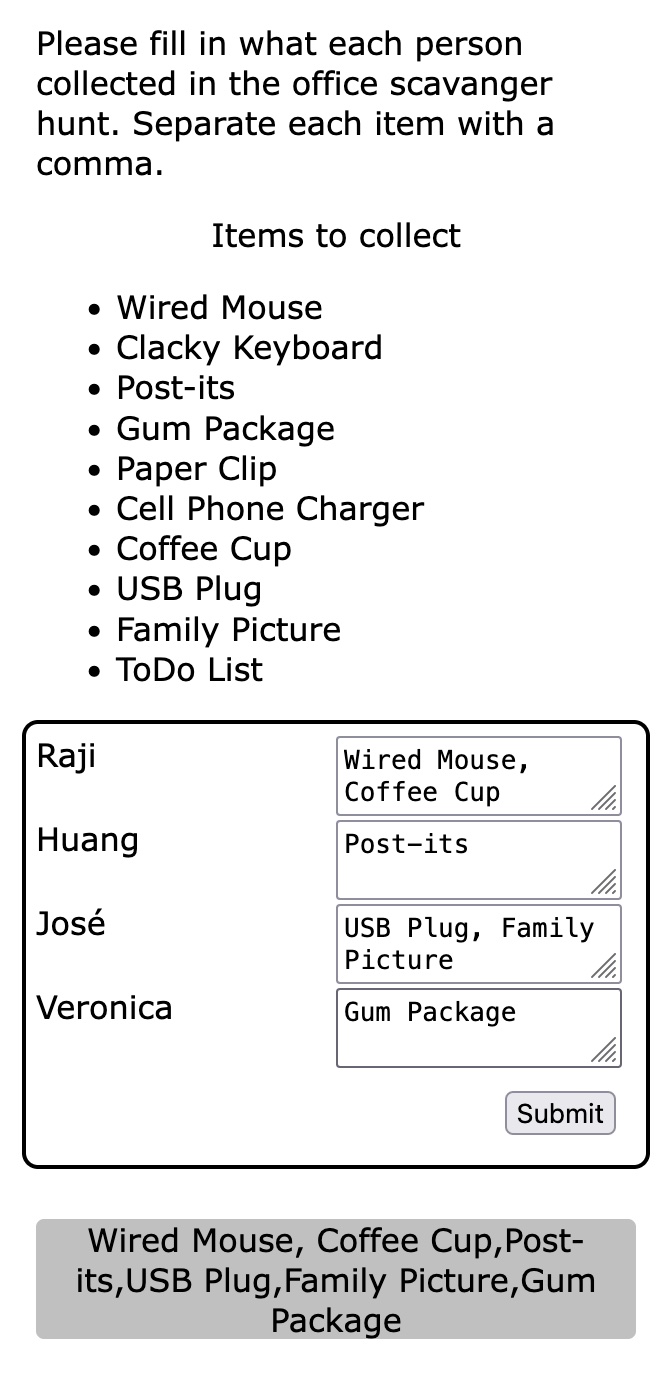 Please fill in what each person
collected in the office scavanger
hunt. Separate each item with a
comma.
Items to collect
• Wired Mouse
• Clacky Keyboard
• Post-its
• Gum Package
• Paper Clip
• Cell Phone Charger
• Coffee Cup
• USB Plug
• Family Picture
• ToDo List
Raji
Wired Mouse,
Coffee Cup
Huang
Post-its
José
USB Plug, Family
Picture
Veronica
Gum Package
Submit
Wired Mouse, Coffee Cup,Post-
its,USB Plug,Family Picture,Gum
Package